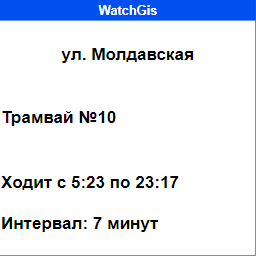 WatchGis
ул. Молдавская
Трамвай №10
Ходит с 5:23 по 23:17
Интервал: 7 минут